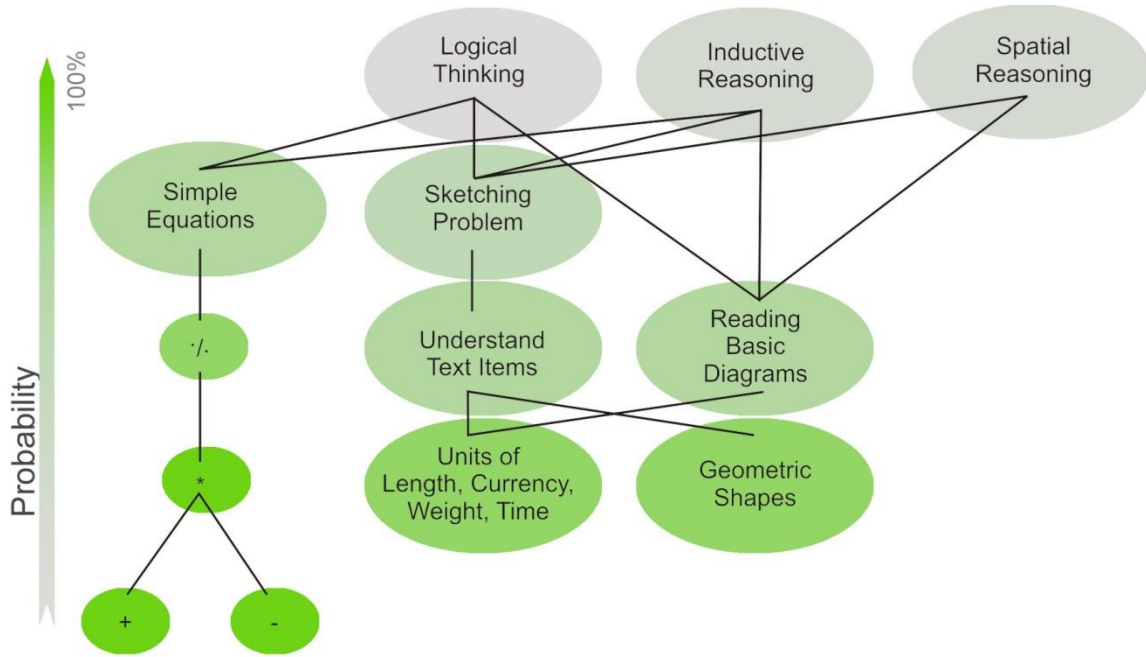 100%
Probability
Logical
Thinking
Inductive
Reasoning
Spatial
Reasoning
Simple
Equations
Sketching
Problem
·/.
Understand
Text Items
Reading
Basic
Diagrams
*
Units of
Length, Currency,
Weight, Time
Geometric
Shapes
+
-